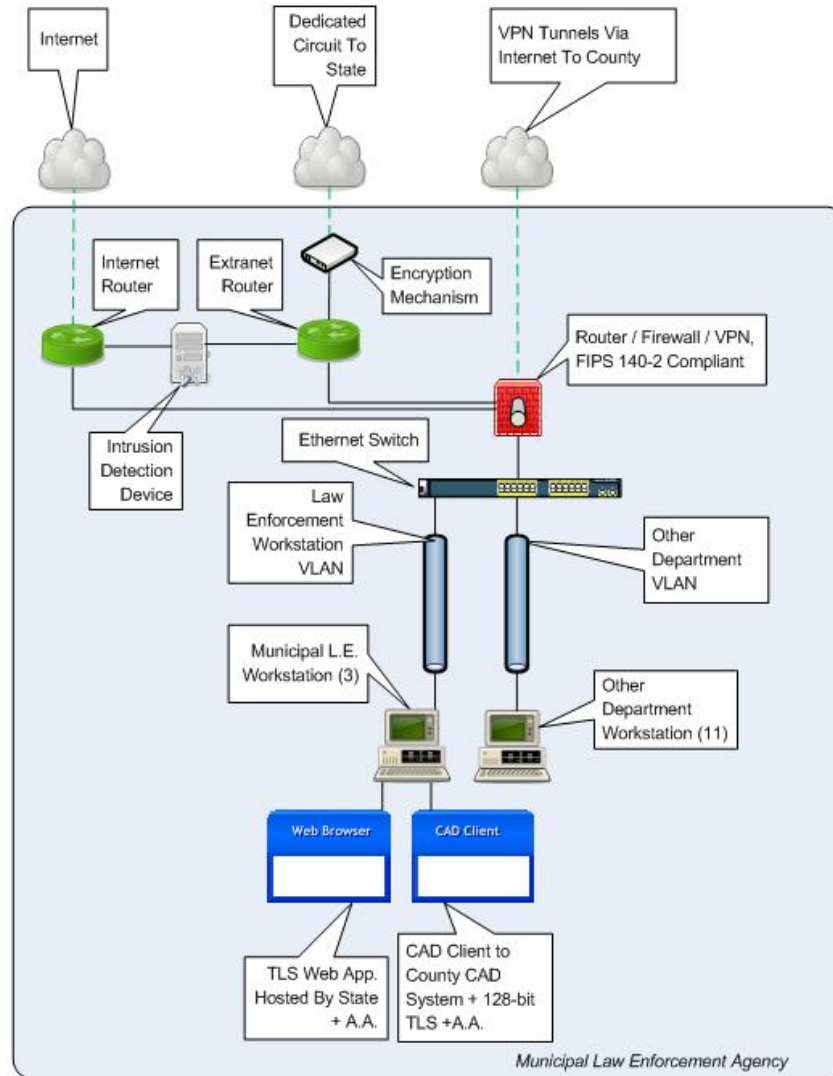 Internet
Dedicated
Circuit To
State
VPN Tunnels Via
Internet To County
Internet
Router
Extranet
Router
Encryption
Mechanism
Router / Firewall / VPN,
FIPS 140-2 Compliant
Intrusion
Detection
Device
Ethernet Switch
Law
Enforcement
Workstation
VLAN
Other
Department
VLAN
Municipal L.E.
Workstation (3)
Other
Department
Workstation (11)
Web Browser
CAD Client
TLS Web App.
Hosted By State
+ A.A.
CAD Client to
County CAD
System + 128-bit
TLS +A.A.
Municipal Law Enforcement Agency